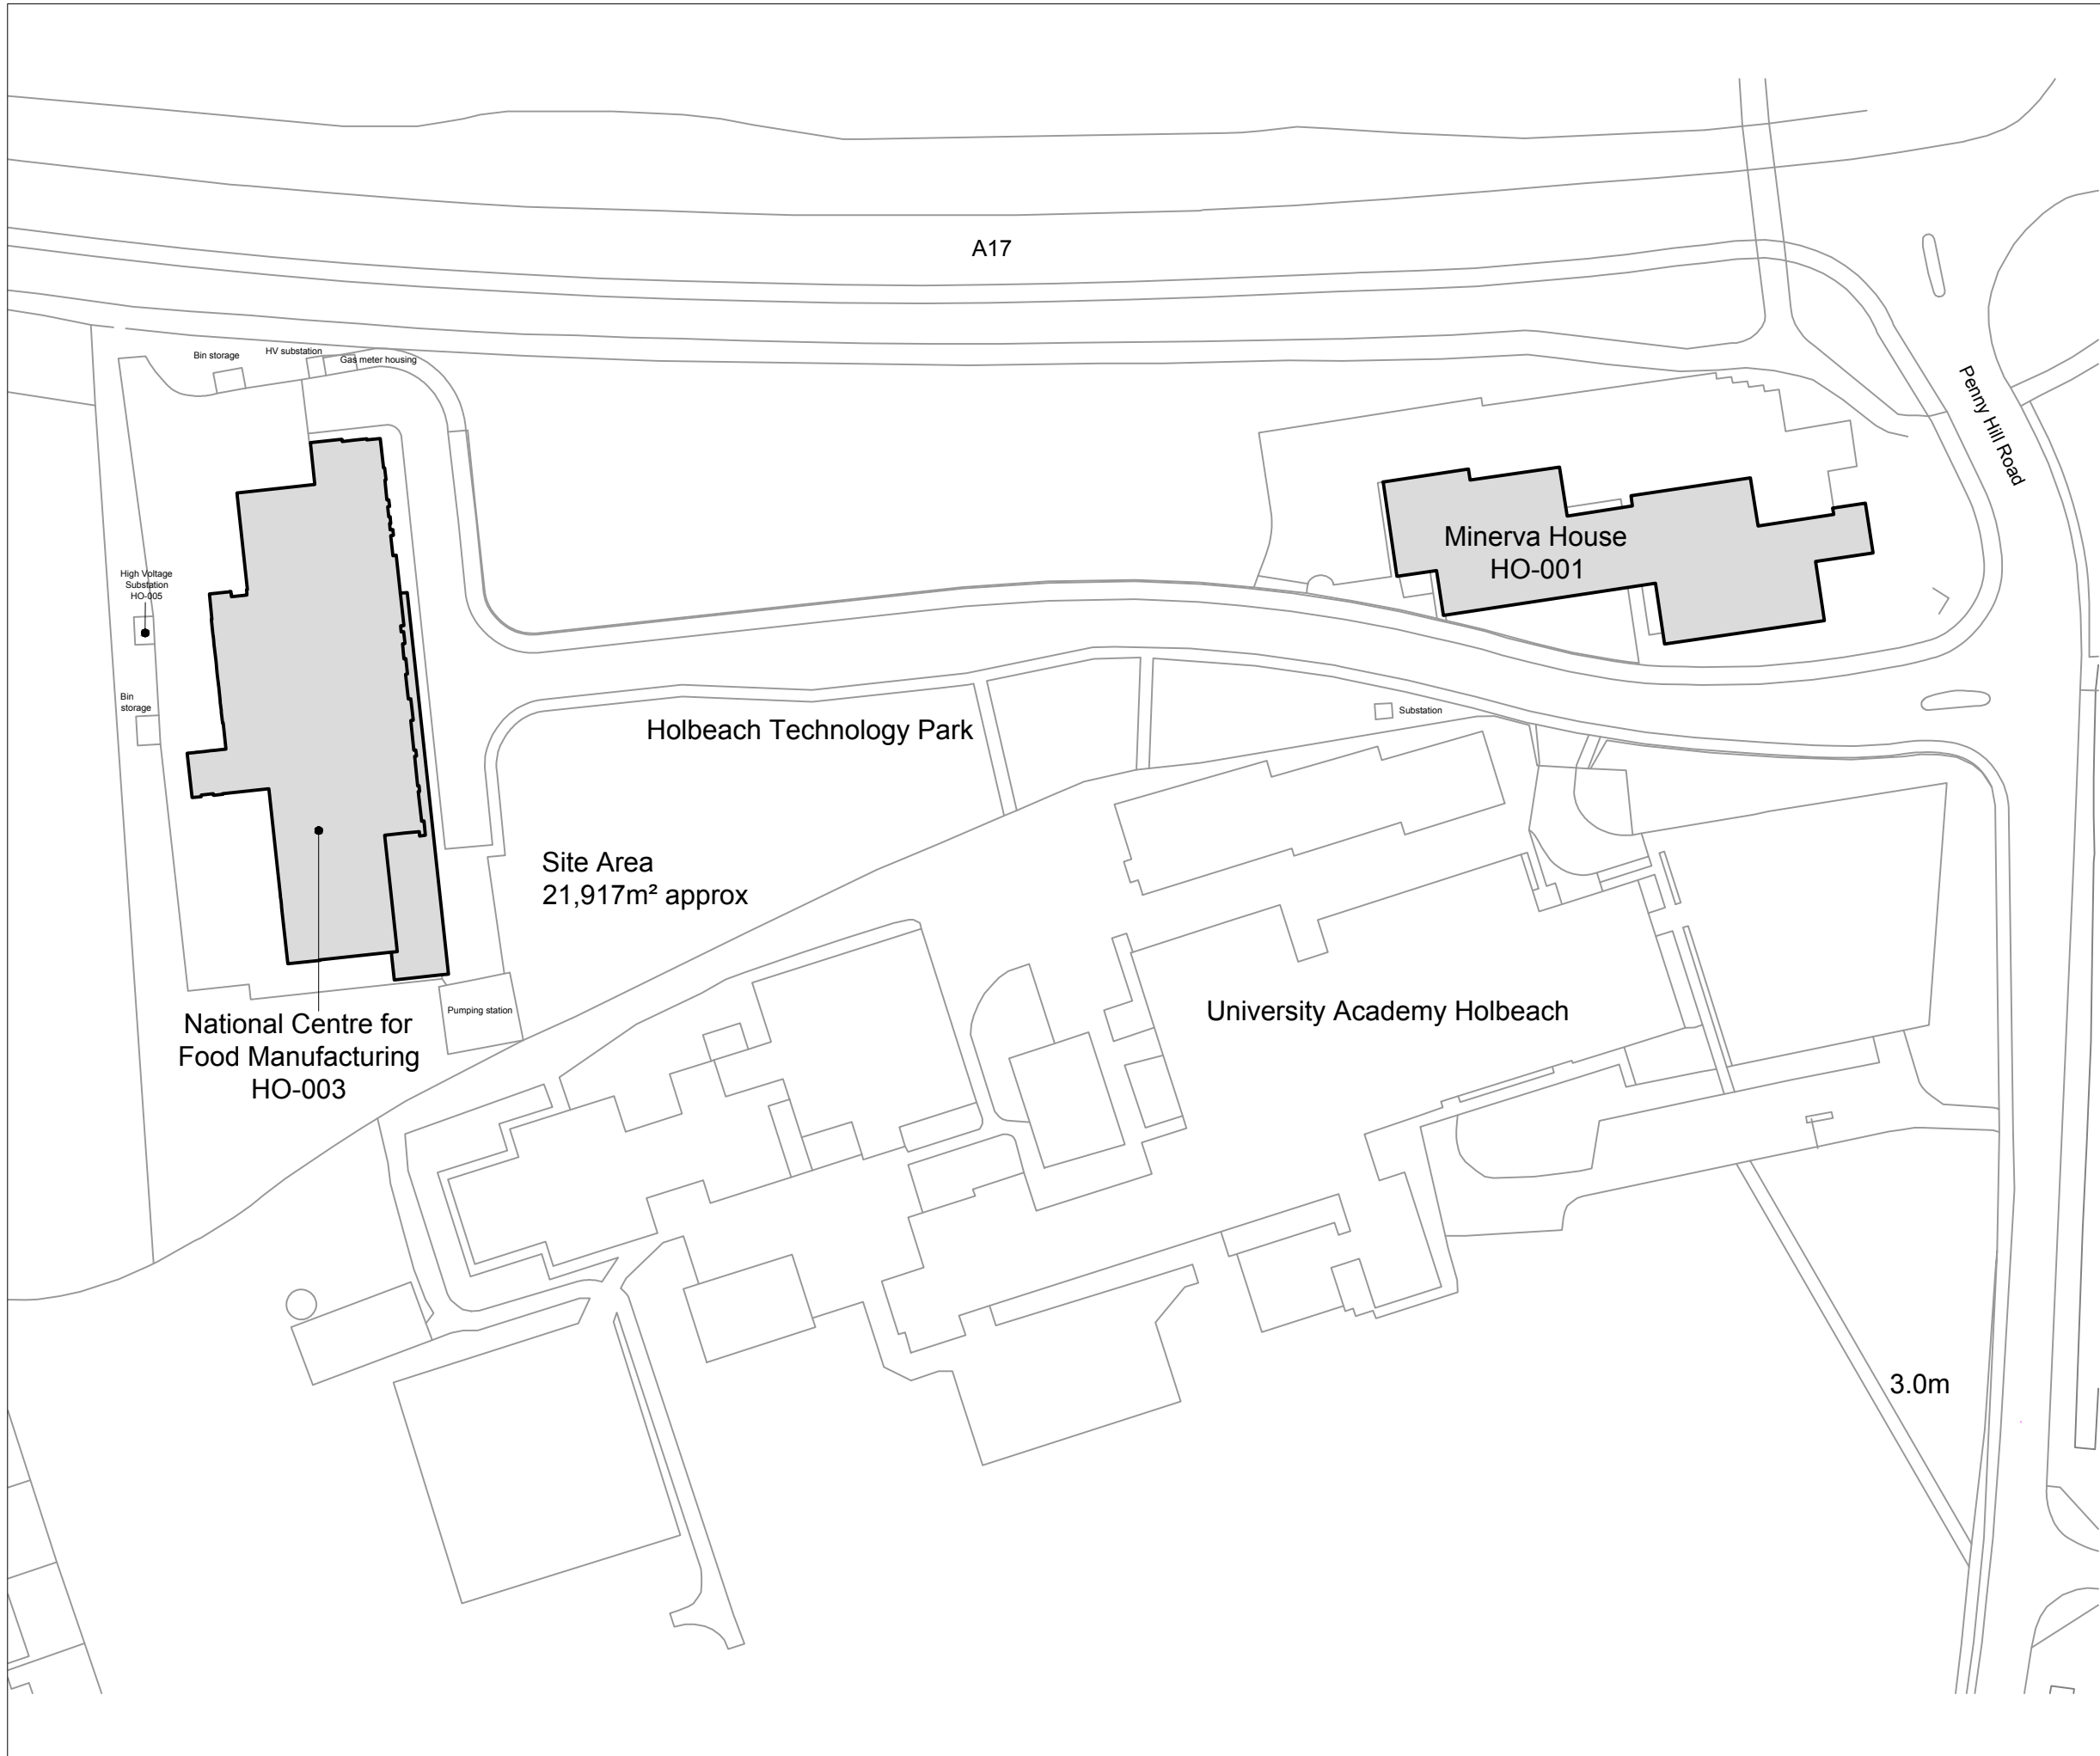 A17
Bin storage
HV substation
Gas meter housing
Penny Hill Road
Minerva House
HO-001
High Voltage
Substation
HO-005
Bin
storage
Substation
Holbeach Technology Park
Site Area
21,917m² approx
Pumping station
University Academy Holbeach
National Centre for
Food Manufacturing
HO-003
3.0m